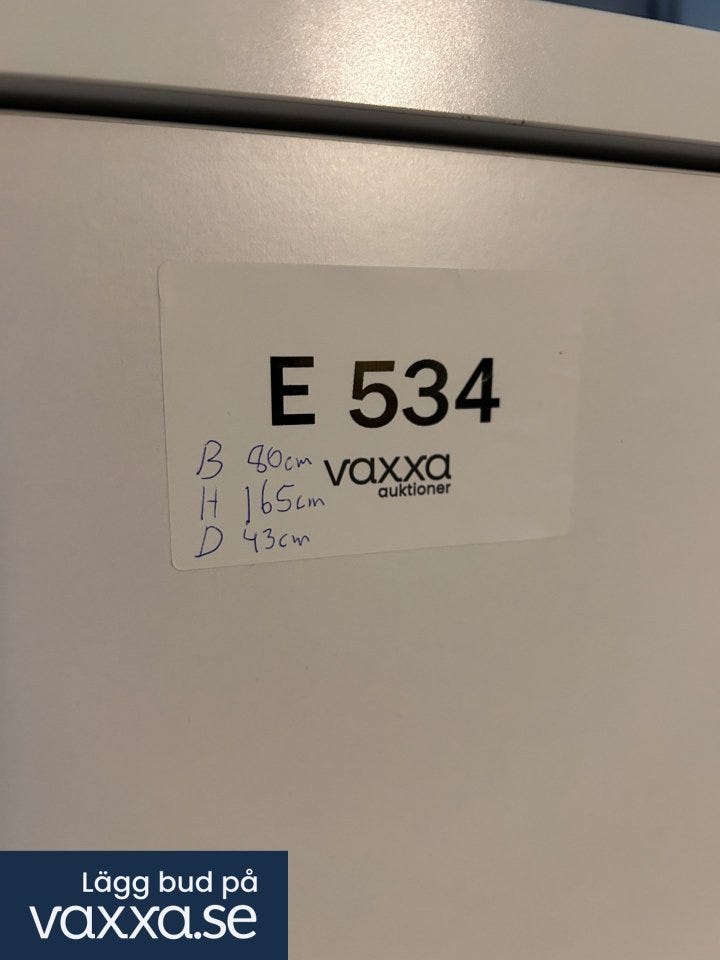 E 534
vaxxa
auktioner
B 80cm
H 165cm
D 43cm
Lägg bud på
vaxxa.se